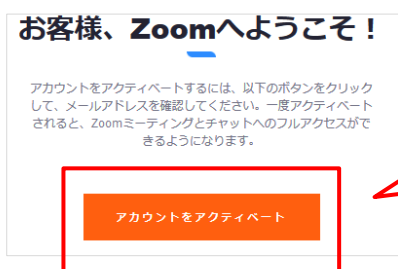 お客様、Zoomへようこそ！
アカウントをアクティベートするには、以下のボタンをクリック
して、メールアドレスを確認してください。一度アクティベート
されると、Zoomミーティングとチャットへのフルアクセスがで
きるようになります。
アカウントをアクティベート